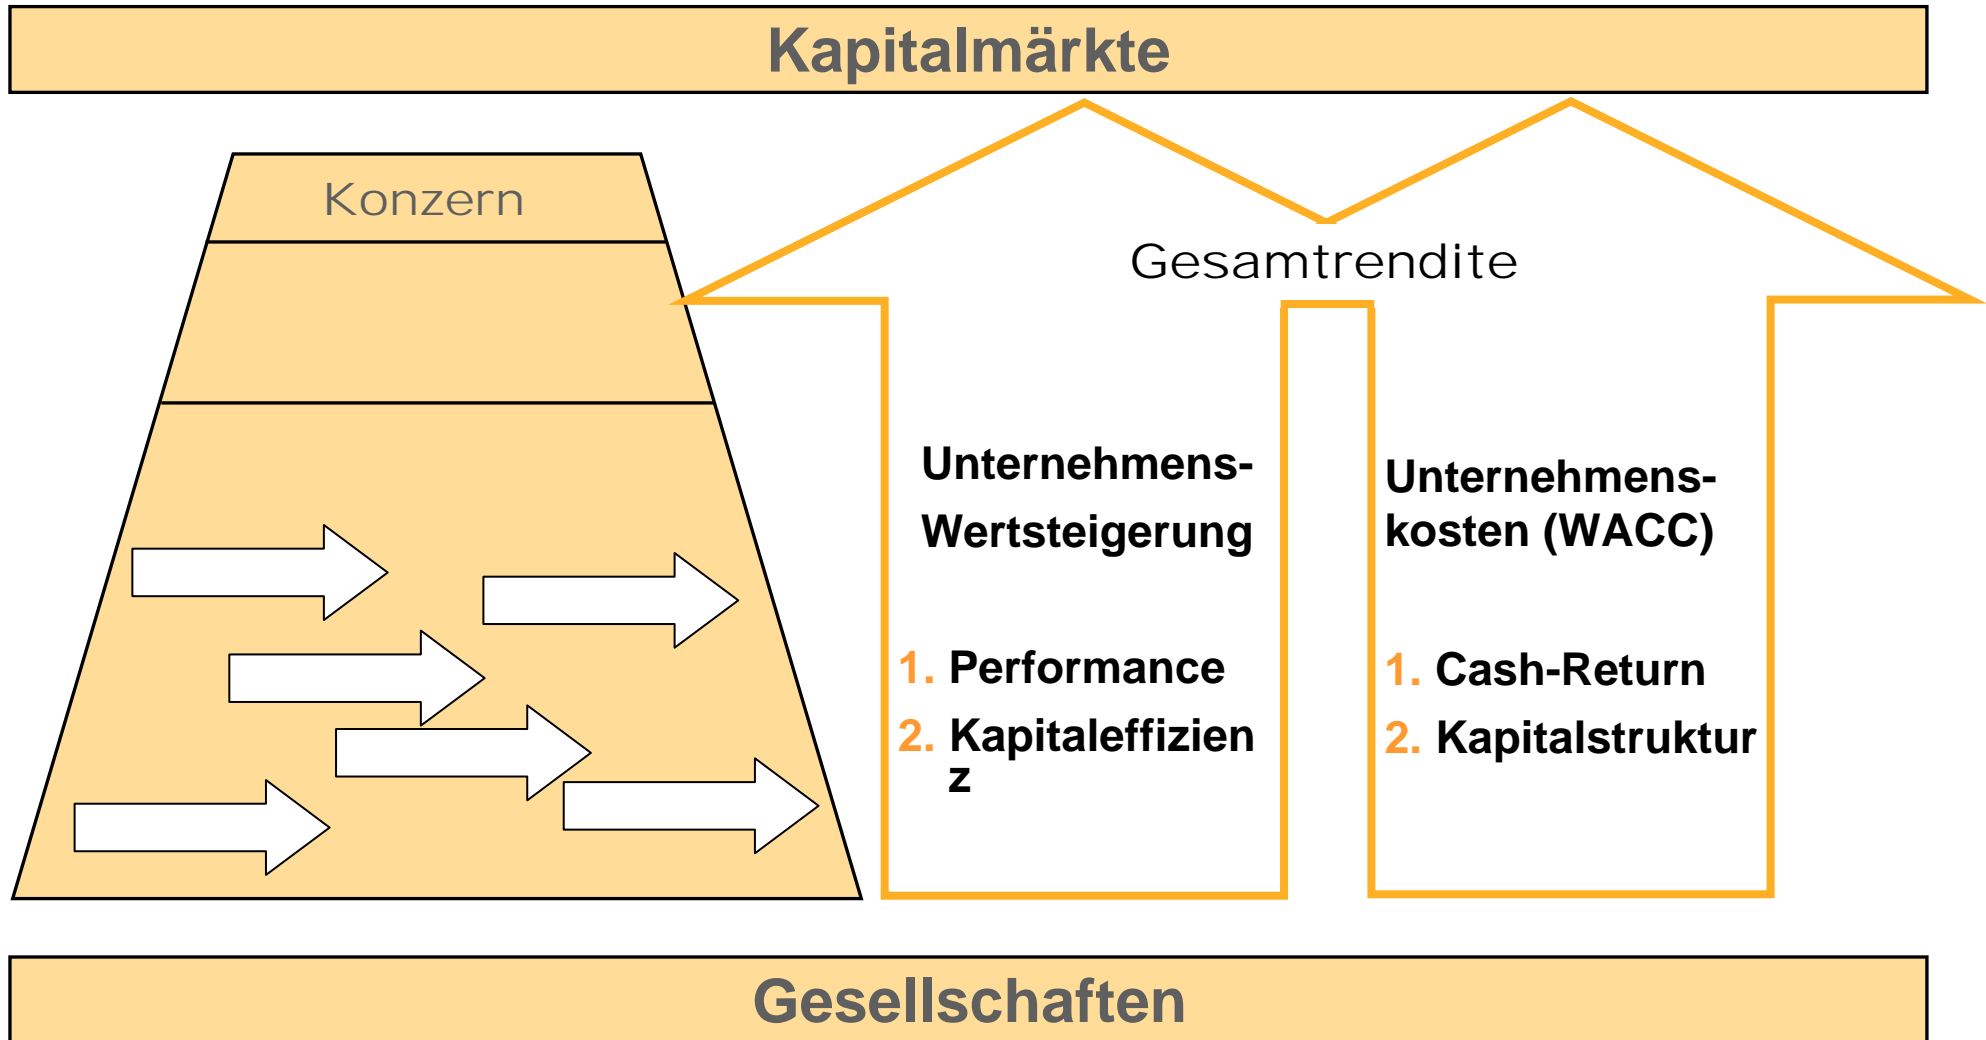 Kapitalmärkte
Konzern
Gesamtrendite
Unternehmens-
Wertsteigerung
1. Performance
2. Kapitaleffizien
z
Unternehmens-
kosten (WACC)
1. Cash-Return
2. Kapitalstruktur
Gesellschaften